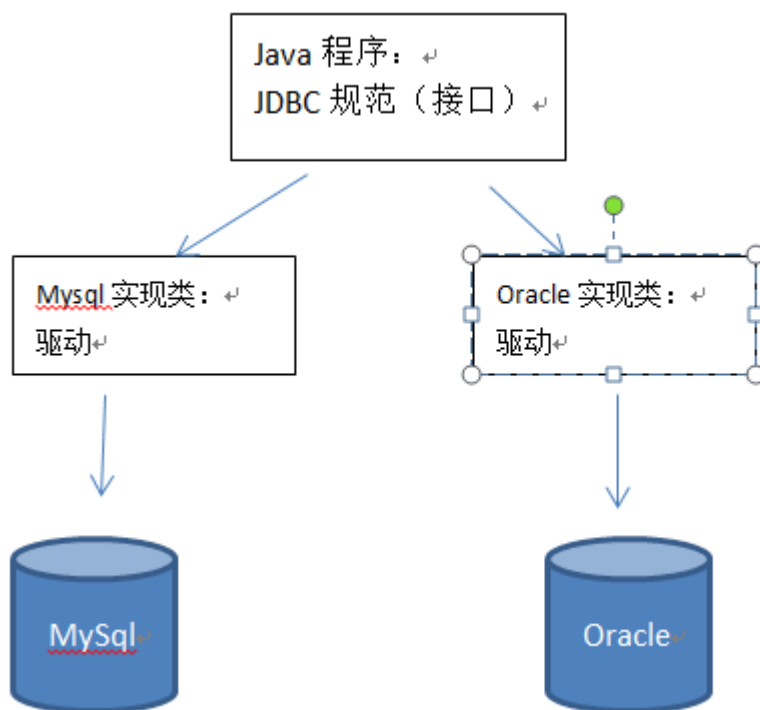 Java 程序：
JDBC 规范（接口）
Mysql 实现类：
驱动
Oracle 实现类：
驱动
MySql
Oracle